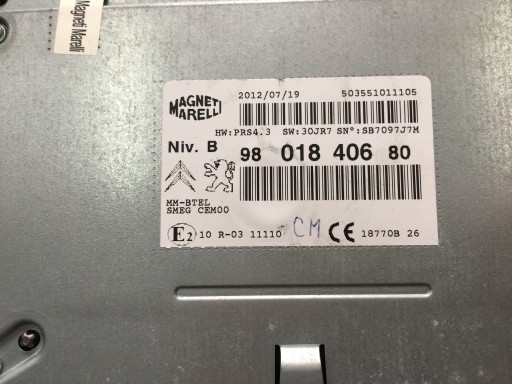 Magneti Marelli
2012/07/19 503551011105
MAGNETI
MARELLI
HW:PRS4.3 SW:30JR7 SN°:SB7097J7M
Niv. B 98 018 406 80
MM-BTEL
SMEG CEM00
E2 10 R-03 11110 CM CE 18770B 26